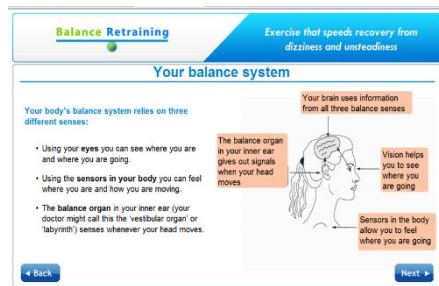 Balance Retraining
Exercise that speeds recovery from
dizziness and unsteadiness
Your balance system
Your body's balance system relies on three
different senses:
• Using your eyes you can see where you are
and where you are going.
• Using the sensors in your body you can feel
where you are and how you are moving.
• The balance organ in your inner ear (your
doctor might call this the 'vestibular organ' or
'labyrinth') senses whenever your head moves.
Your brain uses information
from all three balance senses
The balance organ
in your inner ear
gives out signals
when your head
moves
Vision helps
you to see
where you
are going
Sensors in the body
allow you to feel
where you are going
Back
Next